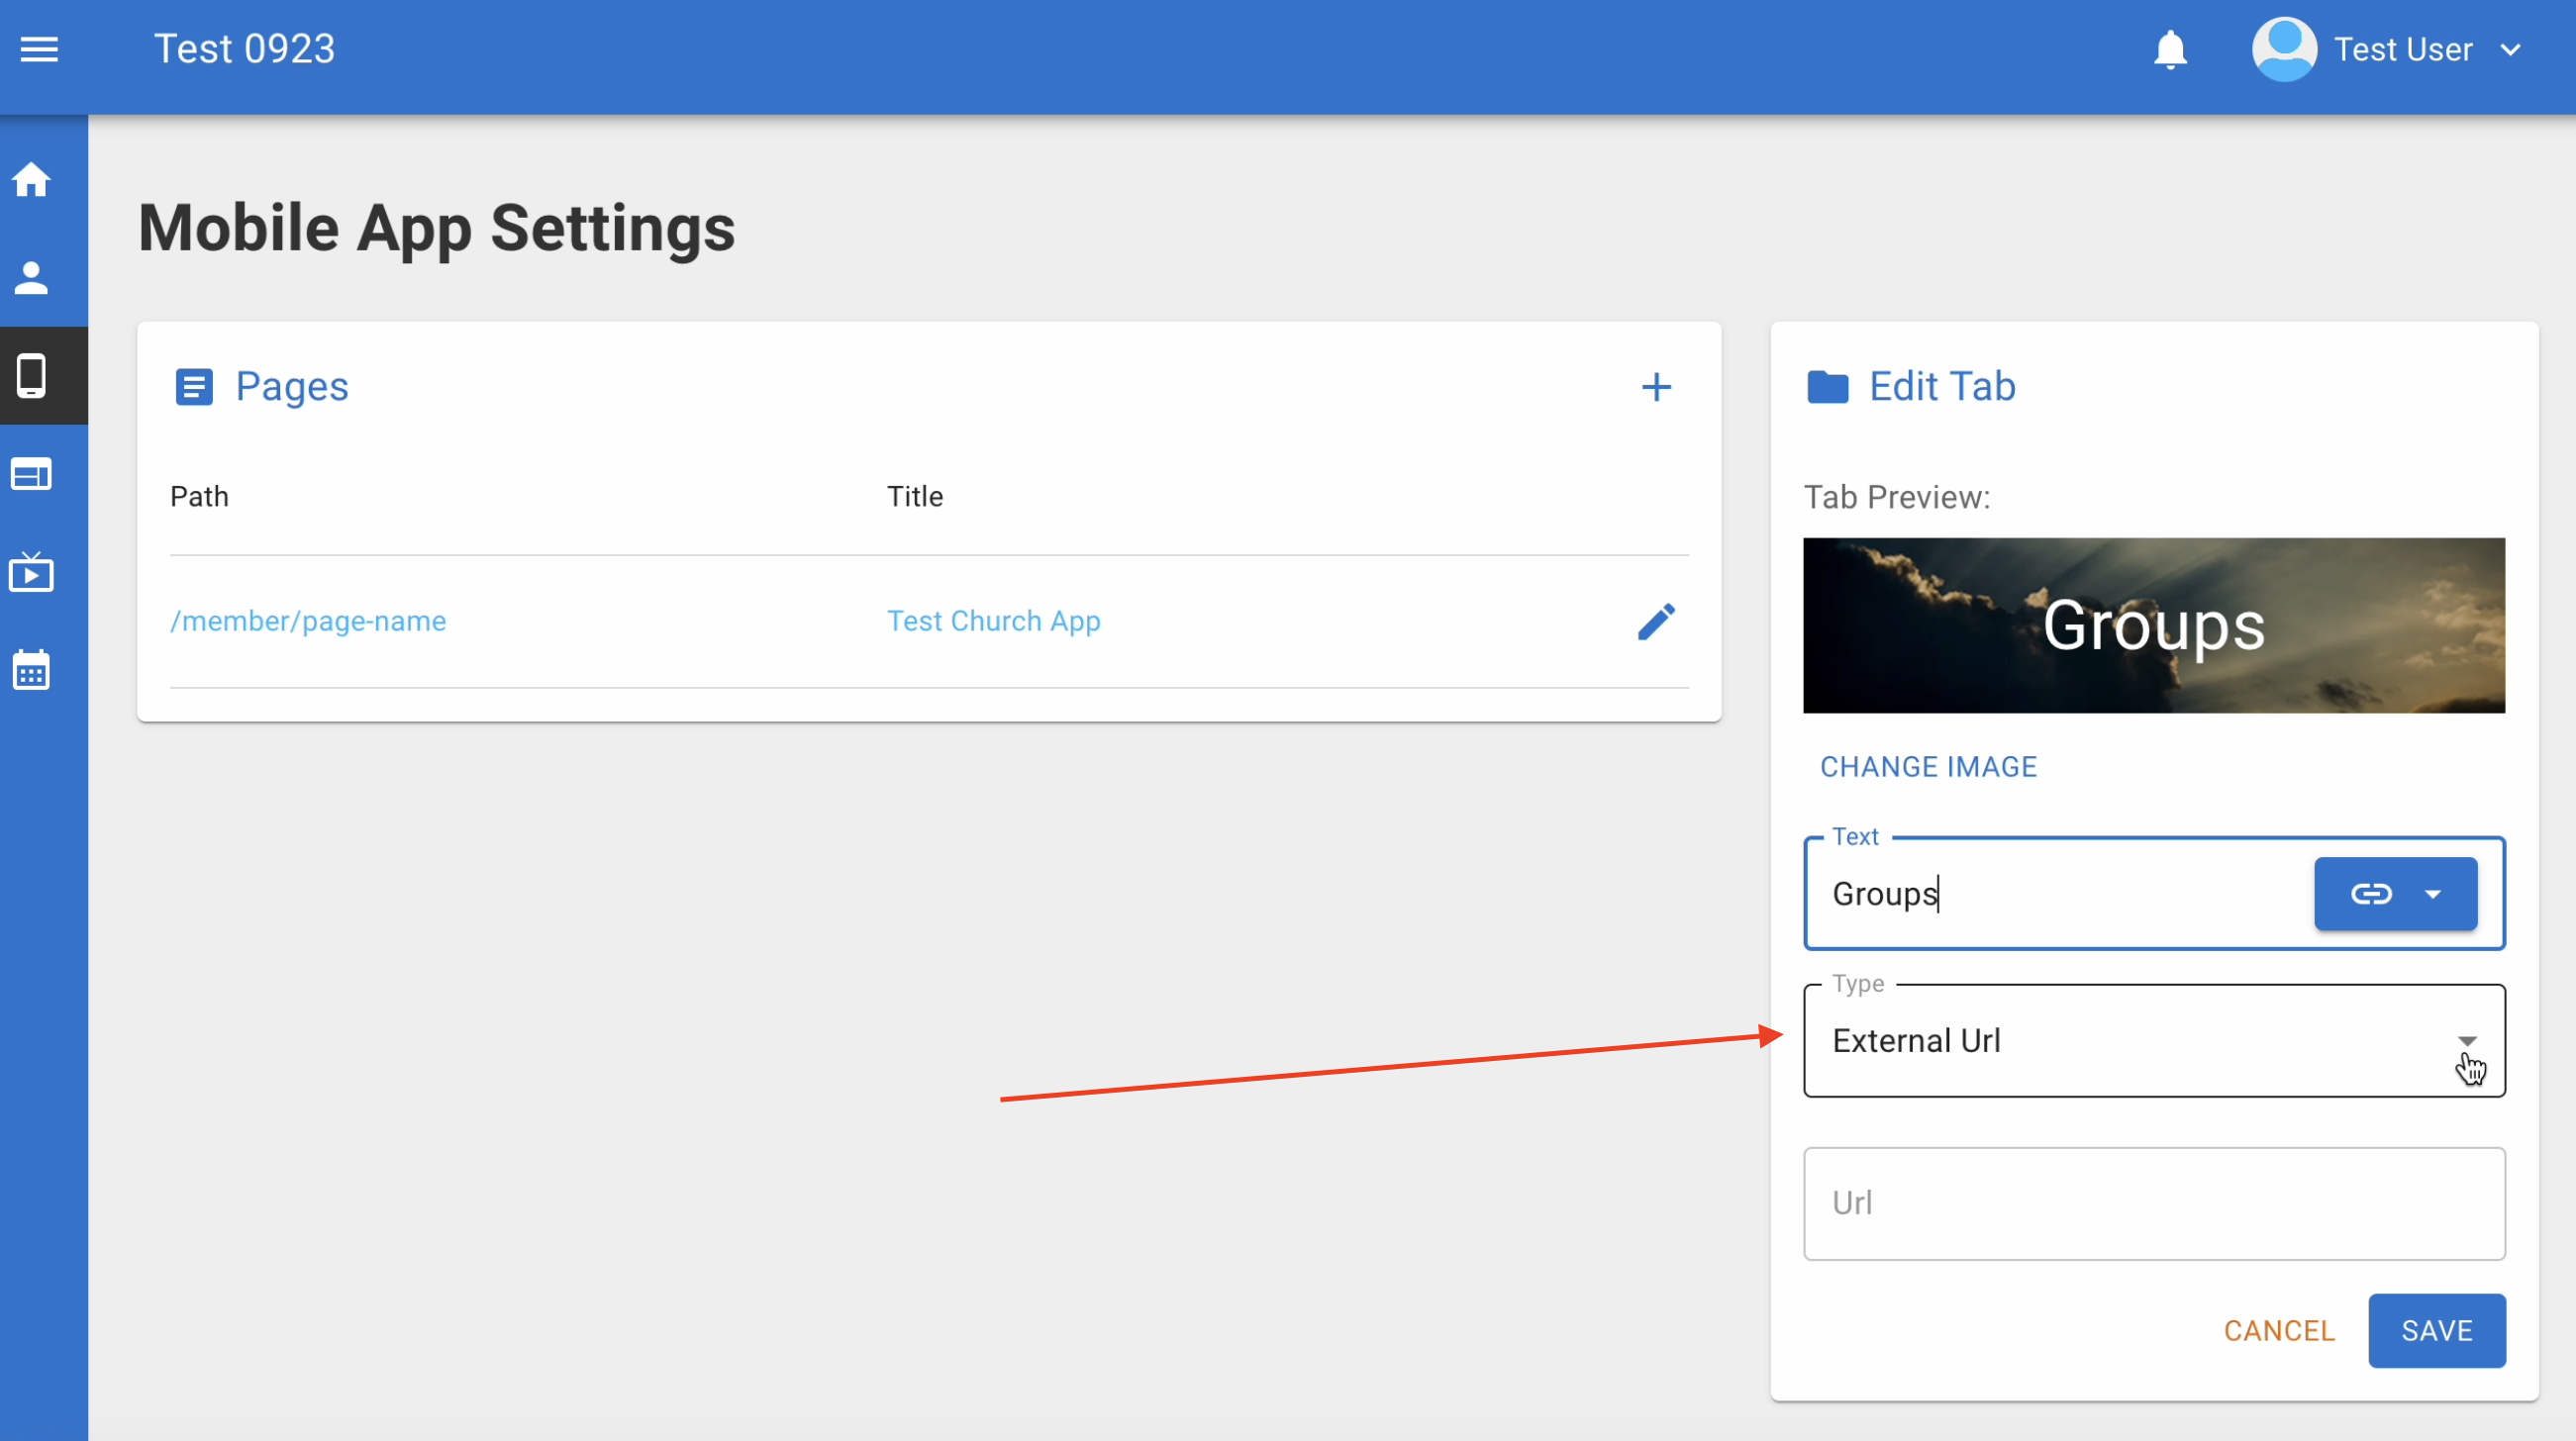 Test 0923
Test User
Mobile App Settings
Pages
Path Title
/member/page-name Test Church App
Edit Tab
Tab Preview:
Groups
CHANGE IMAGE
Text
Groups
Type
External Url
Url
CANCEL SAVE